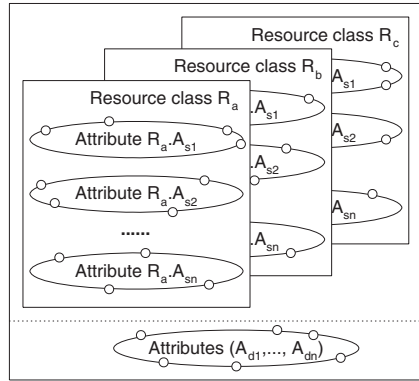 Resource class R_c
A_s1
A_s2
A_sn
Resource class R_b
.A_s1
.A_s2
.A_sn
Resource class R_a
Attribute R_a.A_s1
Attribute R_a.A_s2
......
Attribute R_a.A_sn
Attributes (A_d1,..., A_dn)